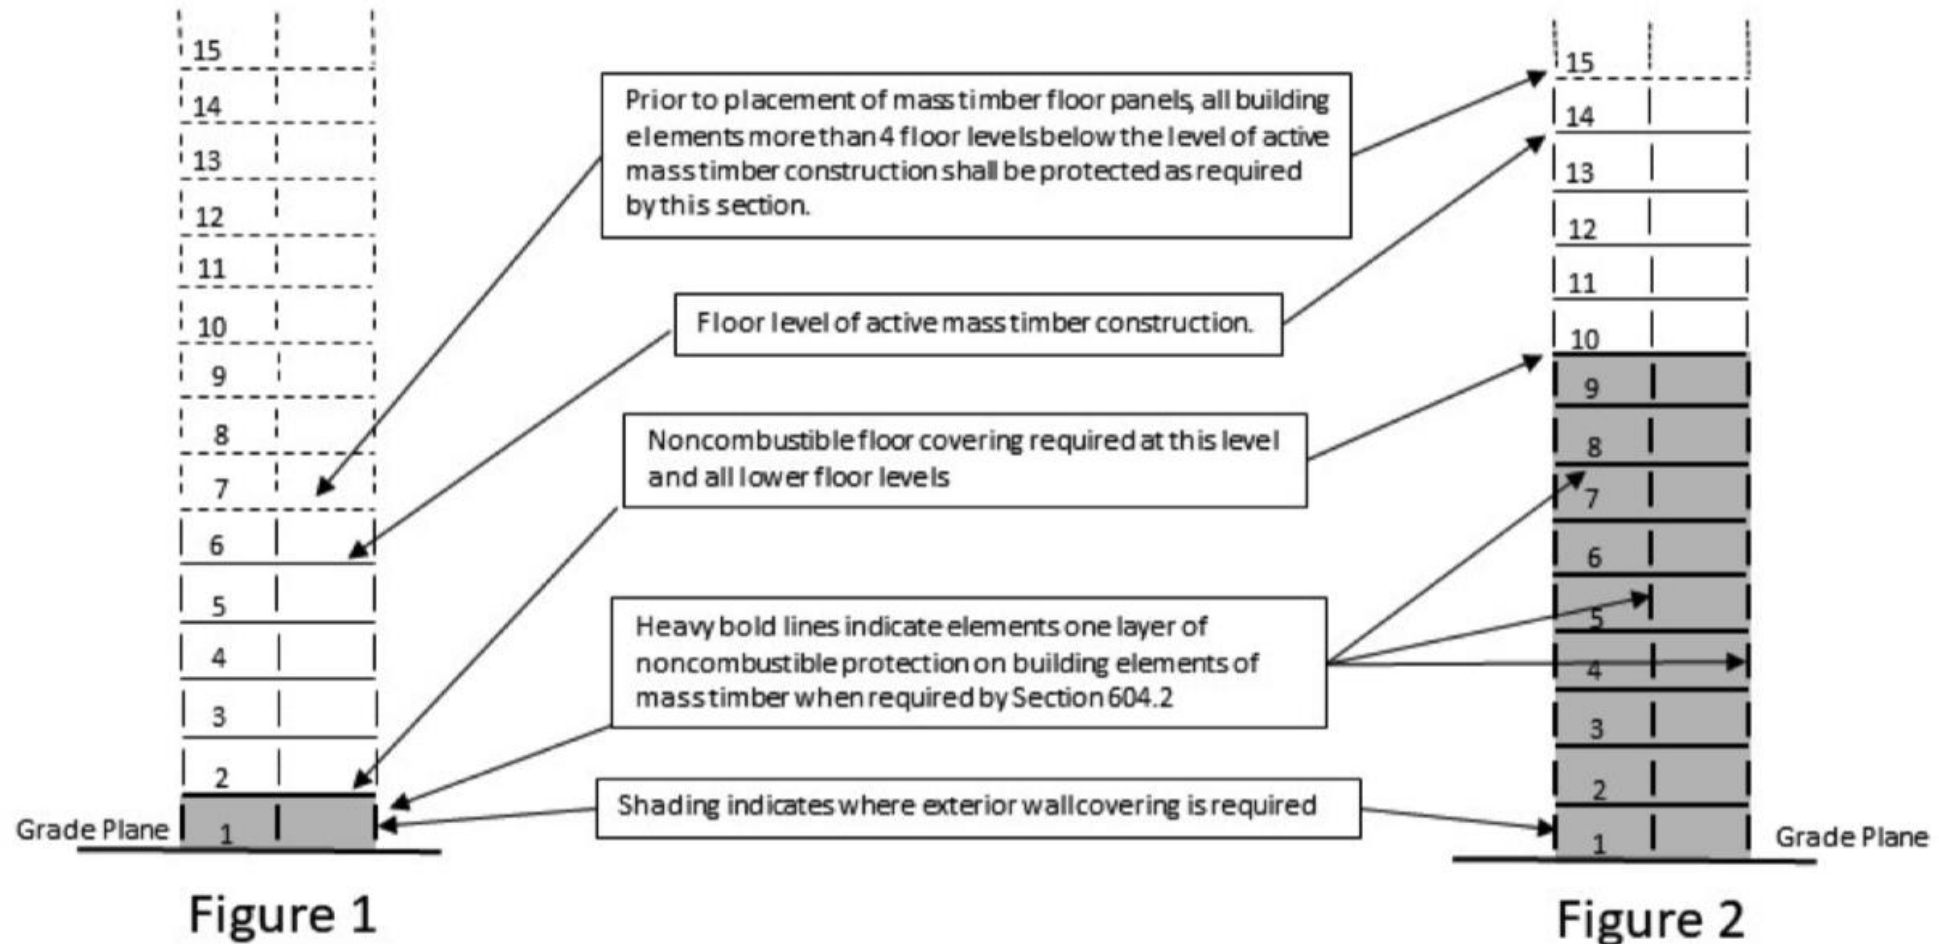 15
14
13
12
11
10
9
8
7
6
5
4
3
2
1
Grade Plane
Figure 1
Prior to placement of mass timber floor panels, all building
elements more than 4 floor levels below the level of active
mass timber construction shall be protected as required
by this section.
Floor level of active mass timber construction.
Noncombustible floor covering required at this level
and all lower floor levels
Heavy bold lines indicate elements one layer of
noncombustible protection on building elements of
mass timber when required by Section 604.2
Shading indicates where exterior wall covering is required
15
14
13
12
11
10
9
8
7
6
5
4
3
2
1
Grade Plane
Figure 2